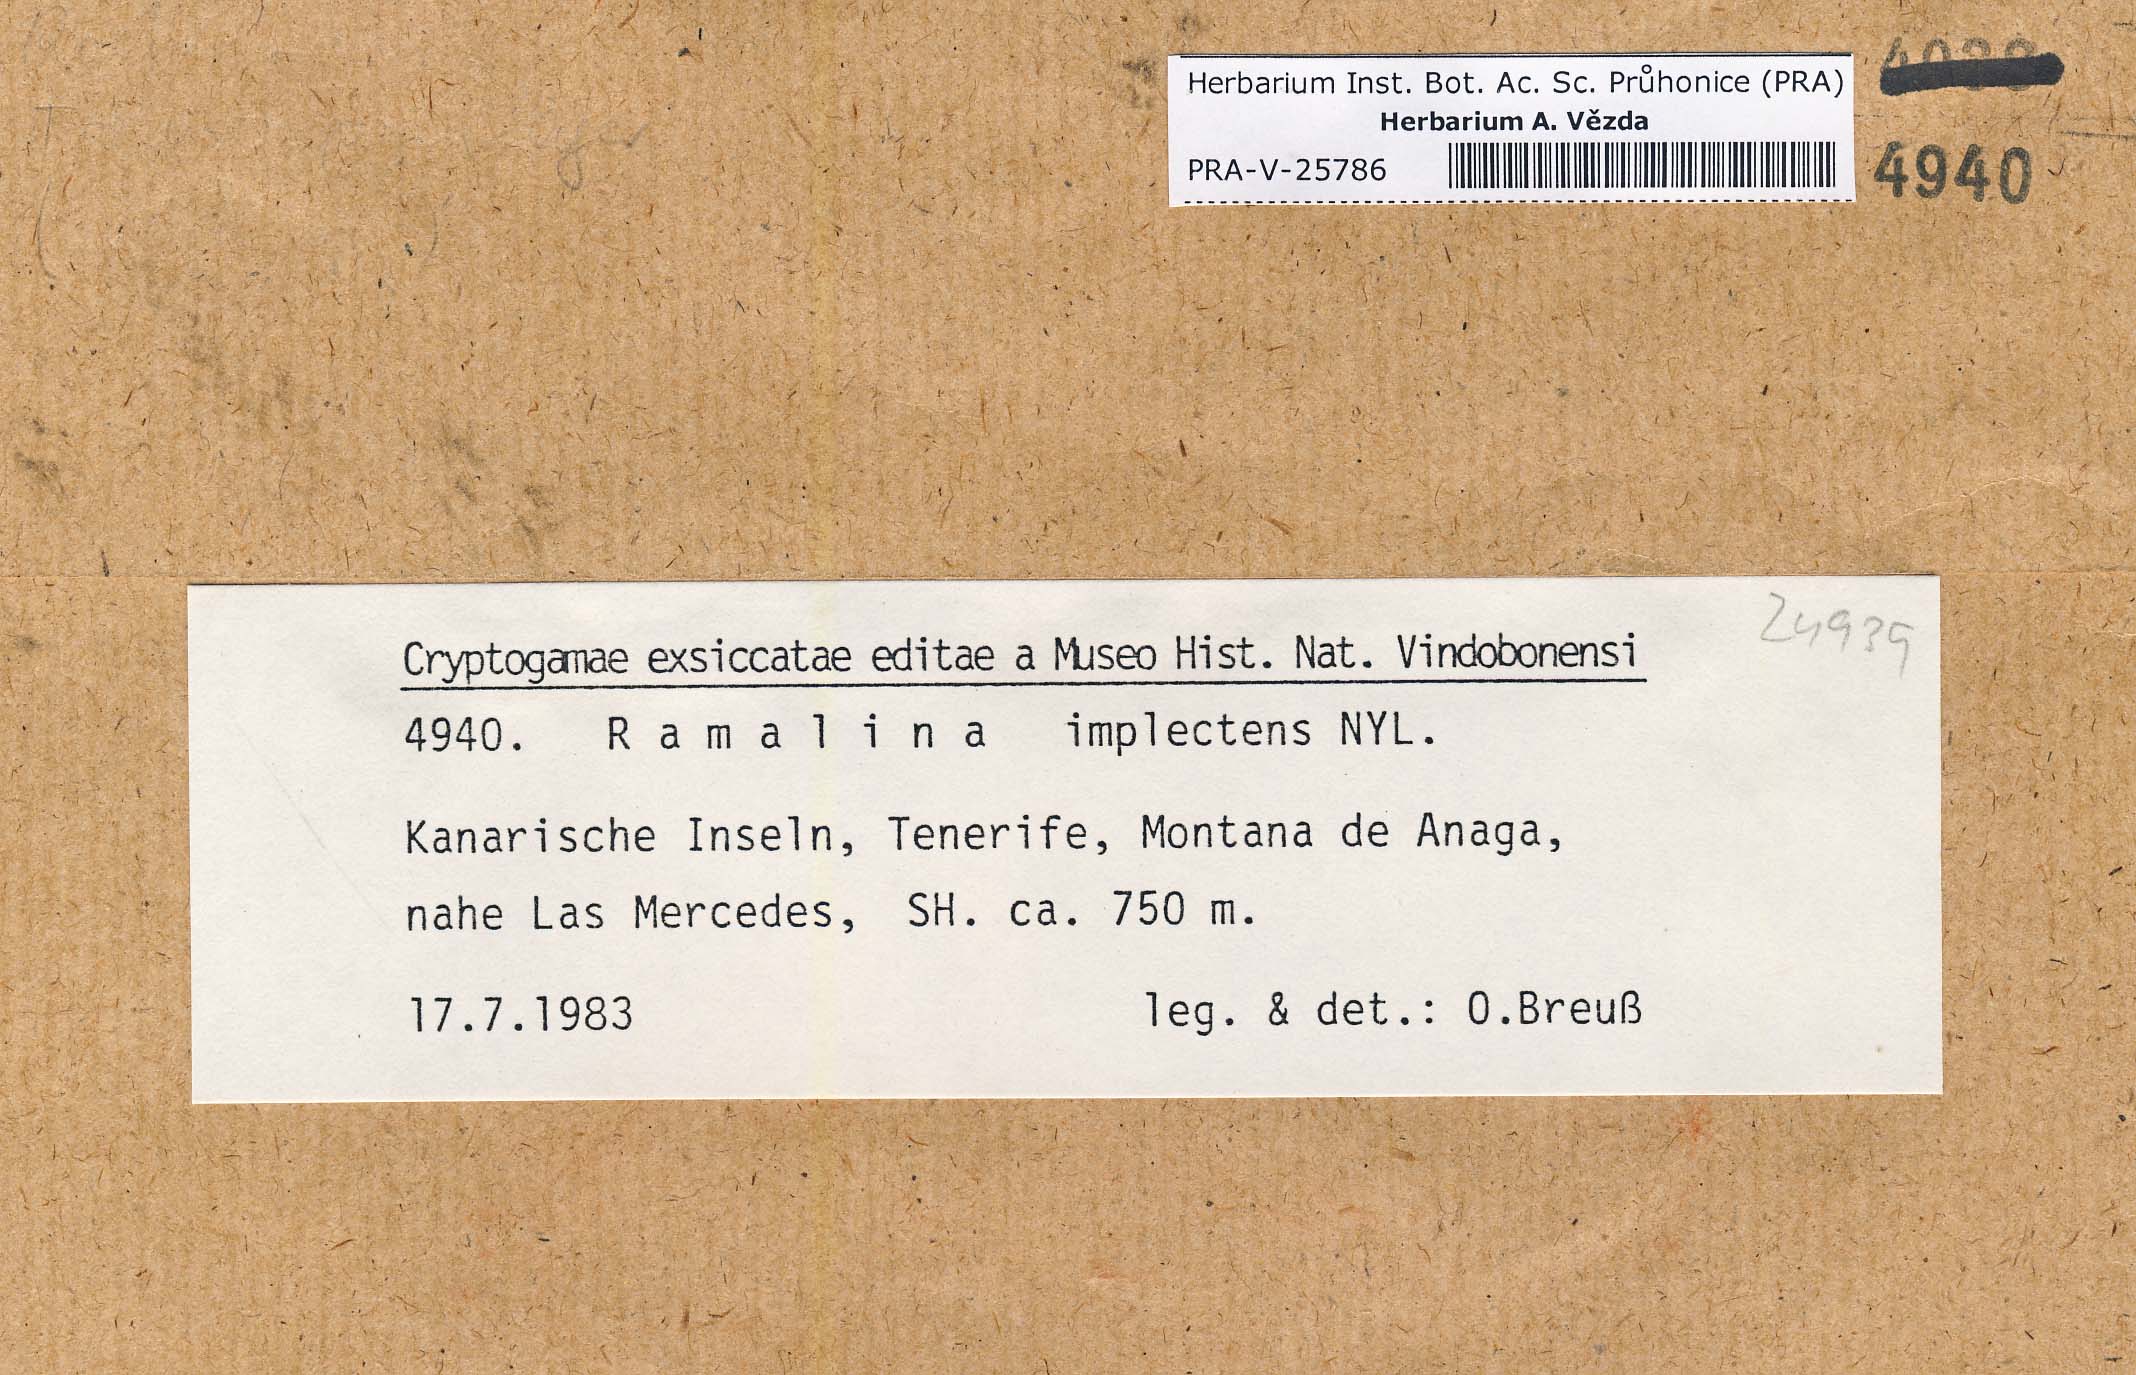 Herbarium Inst. Bot. Ac. Sc. Průhonice (PRA)
Herbarium A. Vězda
PRA-V-25786
4940
24939
Cryptogamae exsiccatae editae a Museo Hist. Nat. Vindobonensi
4940. Ramalina implectens NYL.
Kanarische Inseln, Tenerife, Montana de Anaga,
nahe Las Mercedes, SH. ca. 750 m.
17.7.1983 leg. & det.: O.Breuß